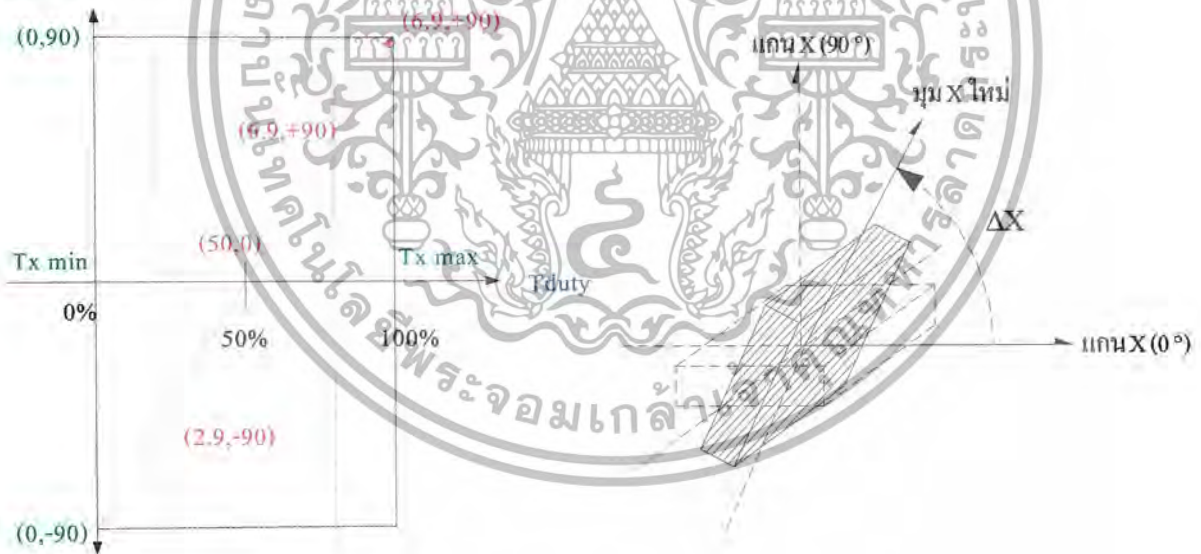 (0,90)
(6.9,+90)
(6.9,+90)
(50,0)
Tx min
Tx max
Tduty
0%
50%
100%
(2.9,-90)
(0,-90)
แกน X (90°)
มุม X ใหม่
ΔX
แกน X (0°)